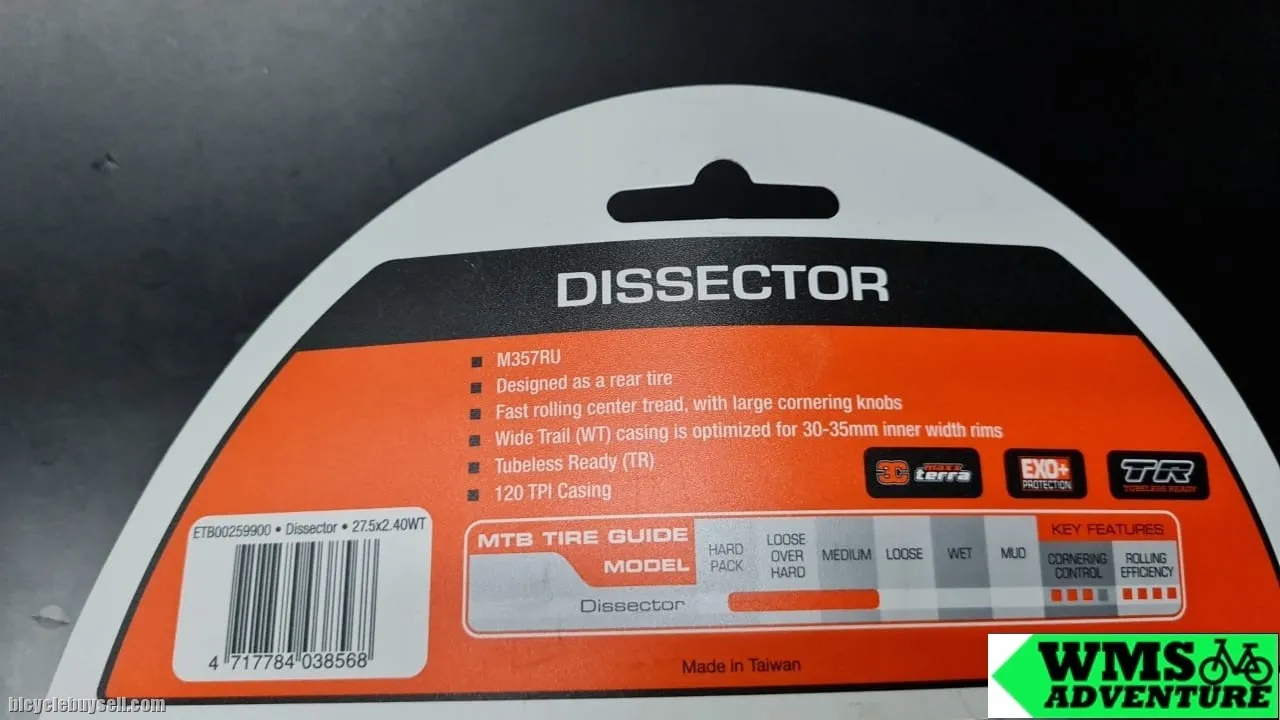 DISSECTOR
M357RU
Designed as a rear tire
Fast rolling center tread, with large cornering knobs
Wide Trail (WT) casing is optimized for 30-35mm inner width rims
Tubeless Ready (TR)
120 TPI Casing
3C maxx terra
EXO+ PROTECTION
TR TUBELESS READY
ETB00259900 • Dissector • 27.5x2.40WT
4 717784 038568
MTB TIRE GUIDE
MODEL
HARD PACK
LOOSE OVER HARD
MEDIUM
LOOSE
WET
MUD
KEY FEATURES
CORNERING CONTROL
ROLLING EFFICIENCY
Dissector
Made in Taiwan
bicyclebuysell.com
WMS
ADVENTURE